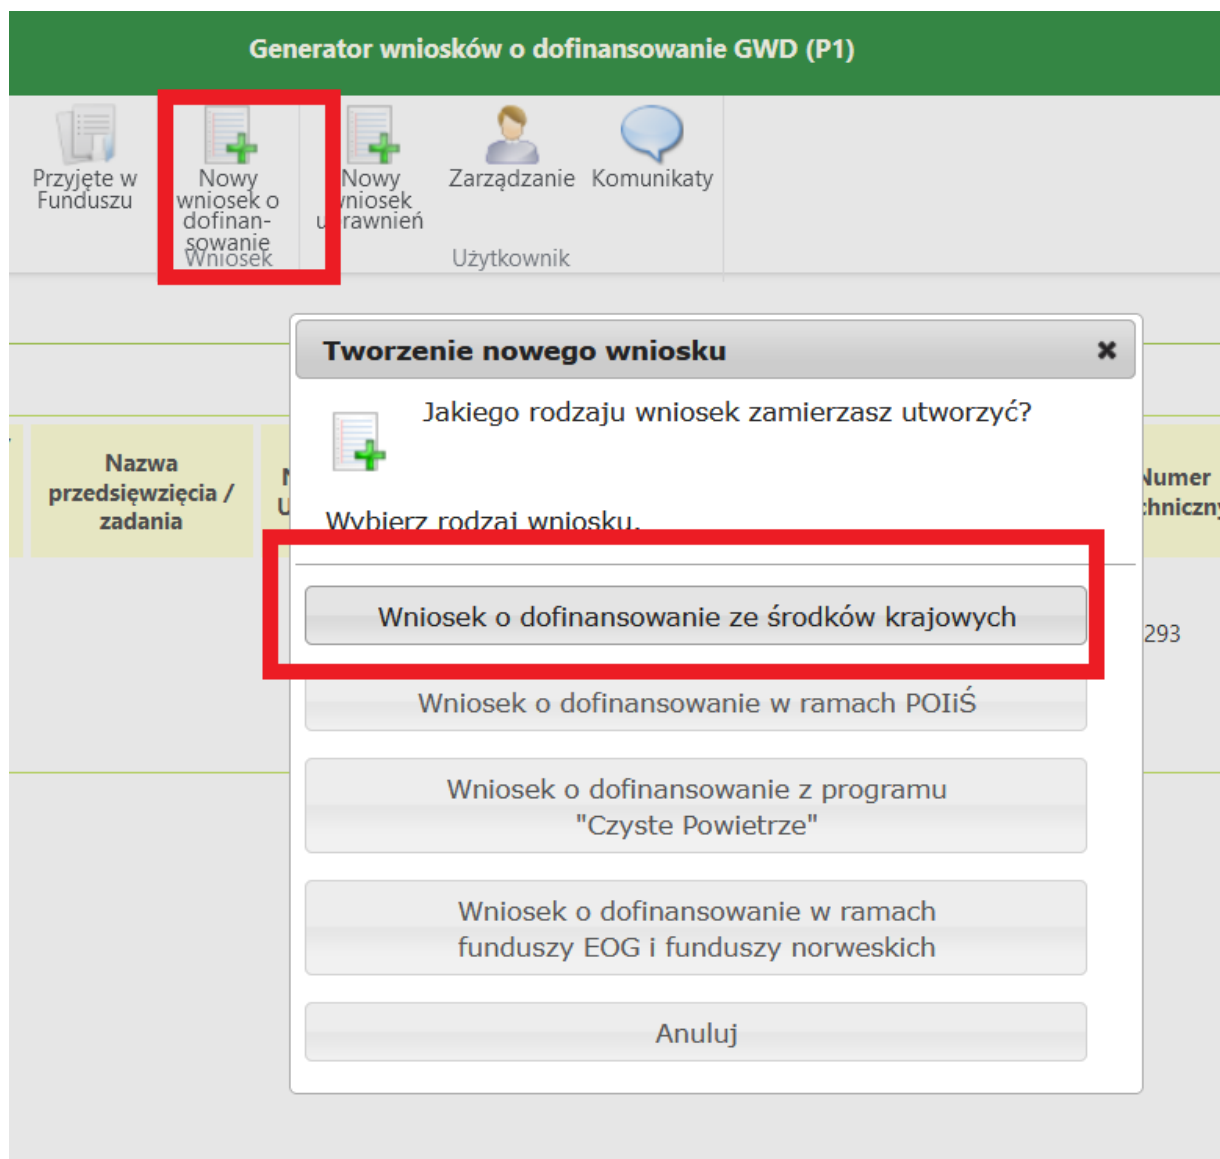 Generator wniosków o dofinansowanie GWD (P1)
Przyjęte w
Funduszu
Nowy
wniosek o
dofinan-
sowanie
Wniosek
Nowy
wniosek
uprawnień
Zarządzanie
Komunikaty
Użytkownik
Tworzenie nowego wniosku
Jakiego rodzaju wniosek zamierzasz utworzyć?
Wybierz rodzaj wniosku.
Nazwa
przedsięwzięcia /
zadania
Numer
293
Wniosek o dofinansowanie ze środków krajowych
Wniosek o dofinansowanie w ramach POIiŚ
Wniosek o dofinansowanie z programu
"Czyste Powietrze"
Wniosek o dofinansowanie w ramach
funduszy EOG i funduszy norweskich
Anuluj